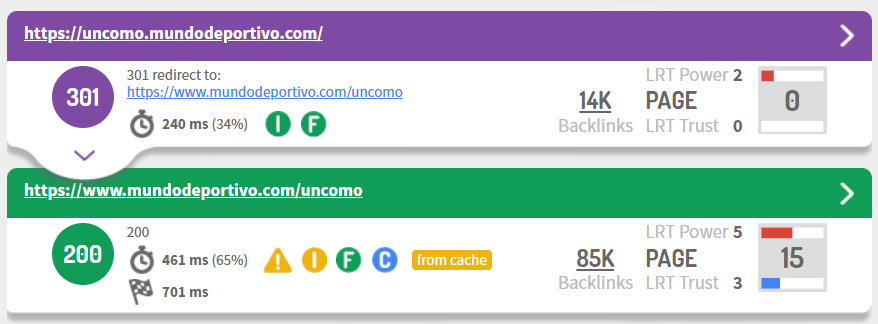 https://uncomo.mundodeportivo.com/
301
301 redirect to:
https://www.mundodeportivo.com/uncomo
240 ms (34%)
I F
14K
Backlinks
LRT Power 2
PAGE
LRT Trust 0
0
https://www.mundodeportivo.com/uncomo
200
200
461 ms (65%)
! I F C
from cache
701 ms
85K
Backlinks
LRT Power 5
PAGE
LRT Trust 3
15